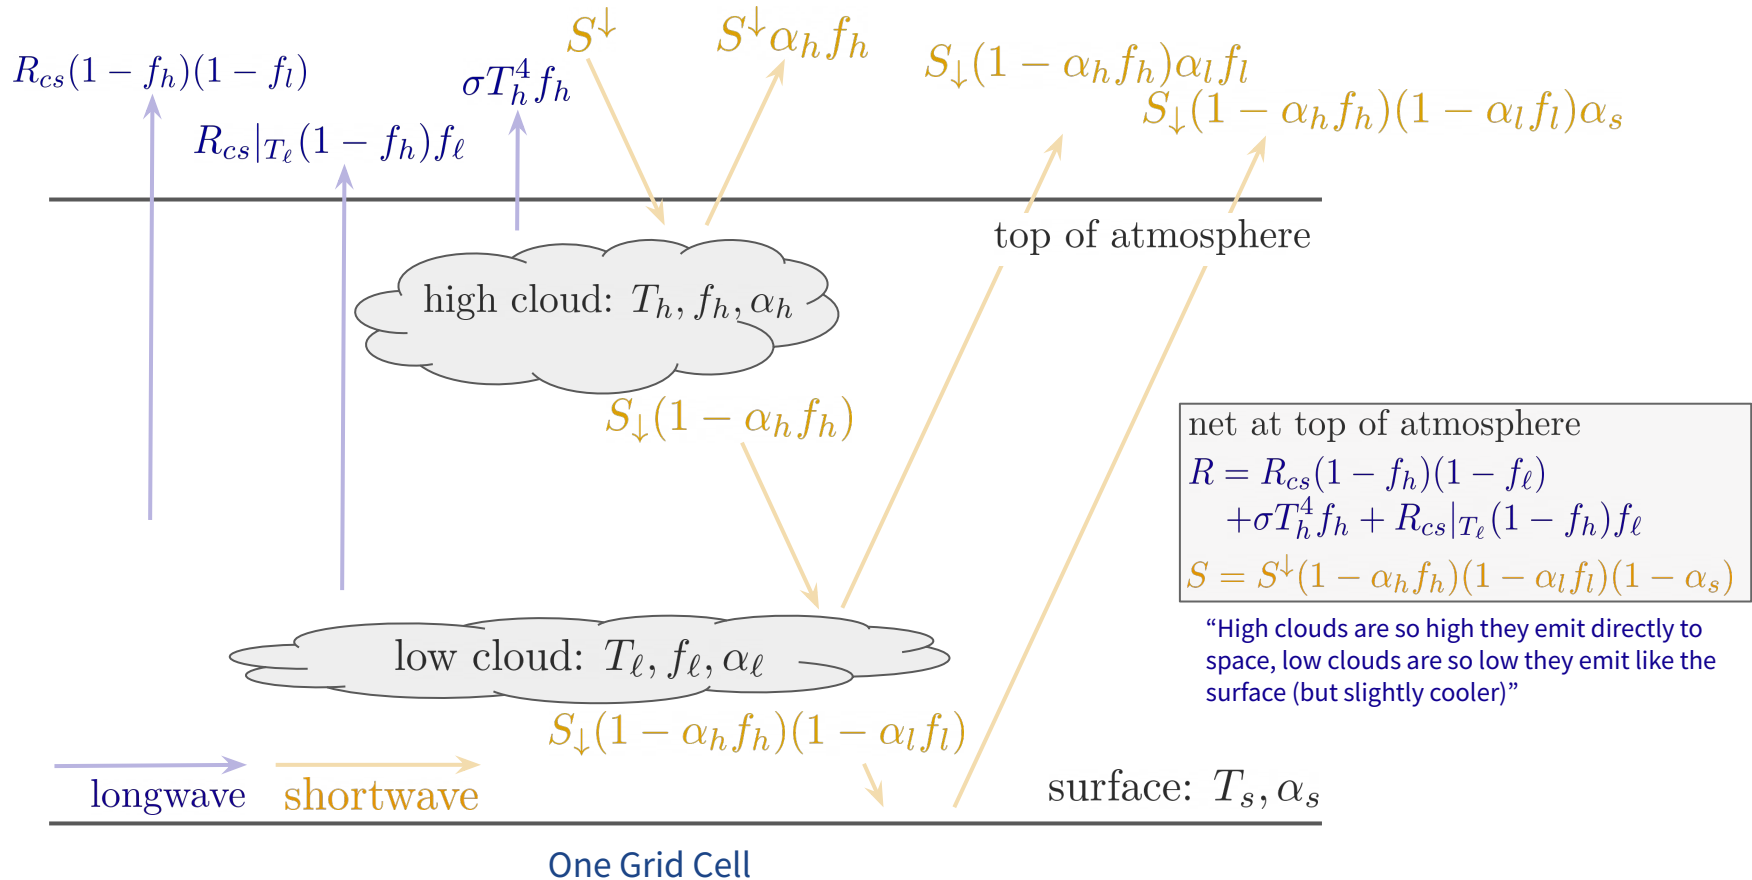 S^↓
S^↓ α_h f_h
R_{cs}(1 − f_h)(1 − f_l)
σT_h^4 f_h
S_↓(1 − α_h f_h)α_l f_l
S_↓(1 − α_h f_h)(1 − α_l f_l)α_s
R_{cs}|_{T_ℓ}(1 − f_h)f_ℓ
top of atmosphere
high cloud: T_h, f_h, α_h
S_↓(1 − α_h f_h)
net at top of atmosphere
R = R_{cs}(1 − f_h)(1 − f_ℓ)
+σT_h^4 f_h + R_{cs}|_{T_ℓ}(1 − f_h)f_ℓ
S = S^↓(1 − α_h f_h)(1 − α_l f_l)(1 − α_s)
“High clouds are so high they emit directly to
space, low clouds are so low they emit like the
surface (but slightly cooler)”
low cloud: T_ℓ, f_ℓ, α_ℓ
S_↓(1 − α_h f_h)(1 − α_l f_l)
longwave
shortwave
surface: T_s, α_s
One Grid Cell